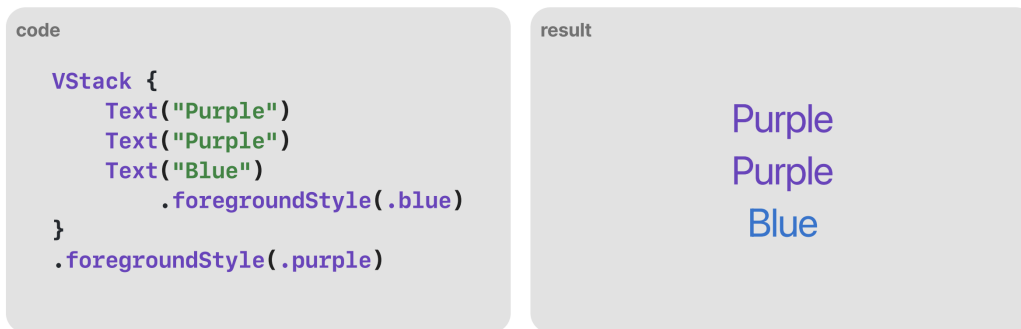 code
VStack {
    Text("Purple")
    Text("Purple")
    Text("Blue")
        .foregroundStyle(.blue)
}
.foregroundStyle(.purple)
result
Purple
Purple
Blue